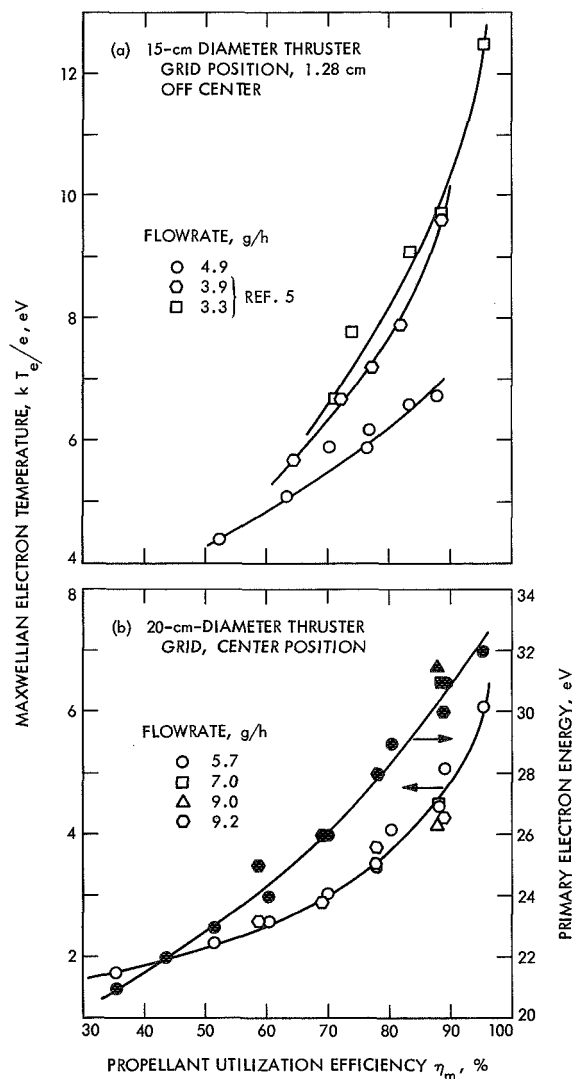 (a) 15-cm DIAMETER THRUSTER
GRID POSITION, 1.28 cm
OFF CENTER
FLOWRATE, g/h
4.9
3.9
3.3
REF. 5
12
10
8
6
4
MAXWELLIAN ELECTRON TEMPERATURE, k T_e/e, eV
(b) 20-cm-DIAMETER THRUSTER
GRID, CENTER POSITION
FLOWRATE, g/h
5.7
7.0
9.0
9.2
8
6
4
2
34
32
30
28
26
24
22
20
PRIMARY ELECTRON ENERGY, eV
30 40 50 60 70 80 90 100
PROPELLANT UTILIZATION EFFICIENCY η_m, %